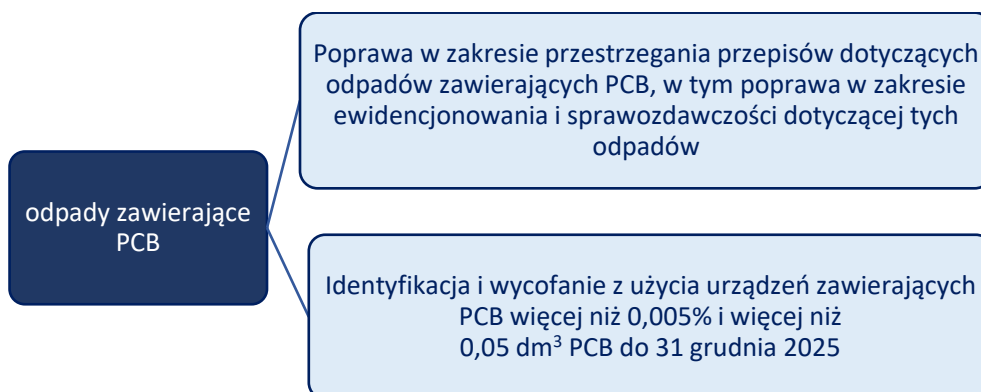 Poprawa w zakresie przestrzegania przepisów dotyczących
odpadów zawierających PCB, w tym poprawa w zakresie
ewidencjonowania i sprawozdawczości dotyczącej tych
odpadów
odpady zawierające
PCB
Identyfikacja i wycofanie z użycia urządzeń zawierających
PCB więcej niż 0,005% i więcej niż
0,05 dm³ PCB do 31 grudnia 2025